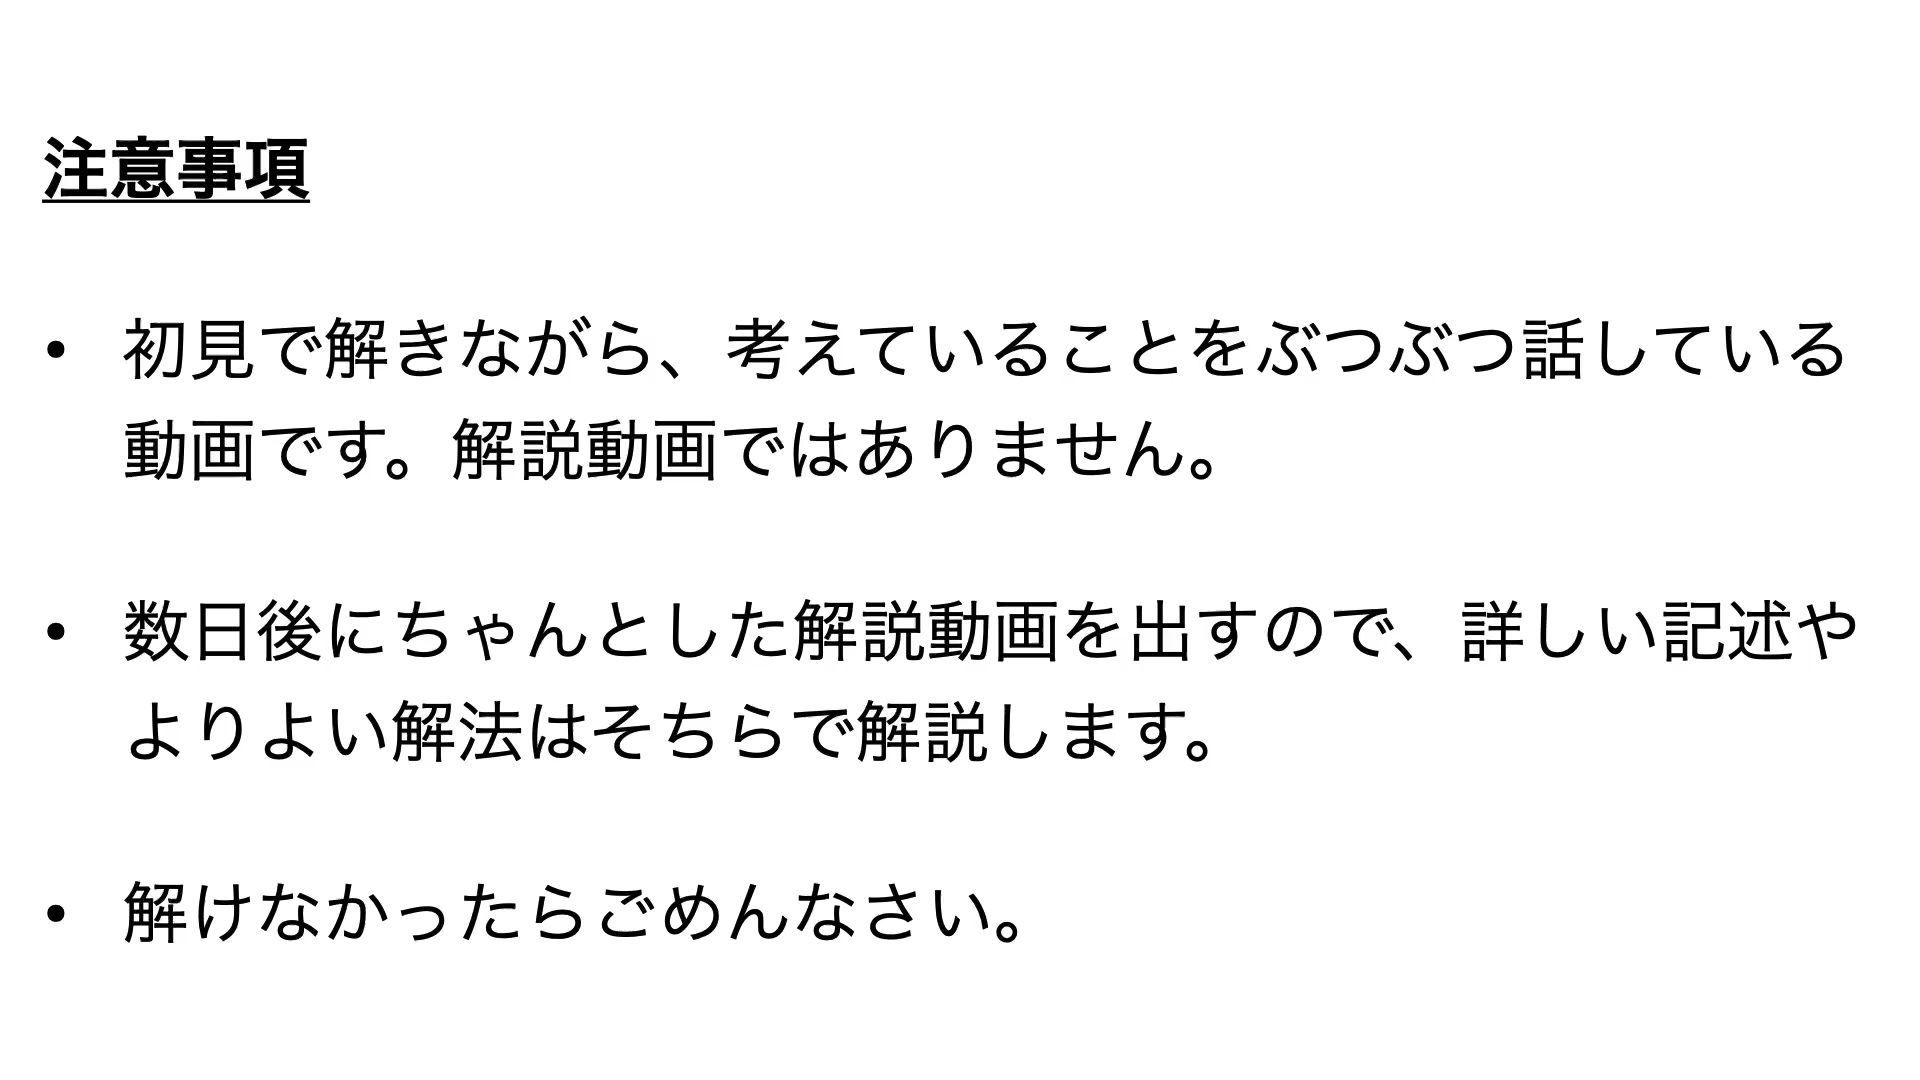 注意事項
• 初見で解きながら、考えていることをぶつぶつ話している
動画です。解説動画ではありません。
• 数日後にちゃんとした解説動画を出すので、詳しい記述や
よりよい解法はそちらで解説します。
• 解けなかったらごめんなさい。